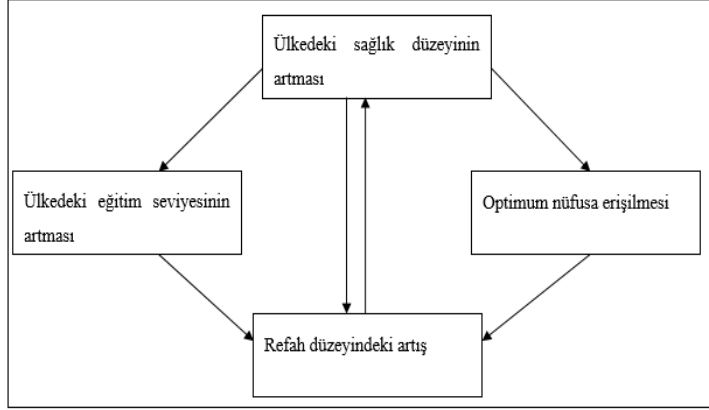 Ülkedeki sağlık düzeyinin
artması
Ülkedeki eğitim seviyesinin
artması
Optimum nüfusa erişilmesi
Refah düzeyindeki artış